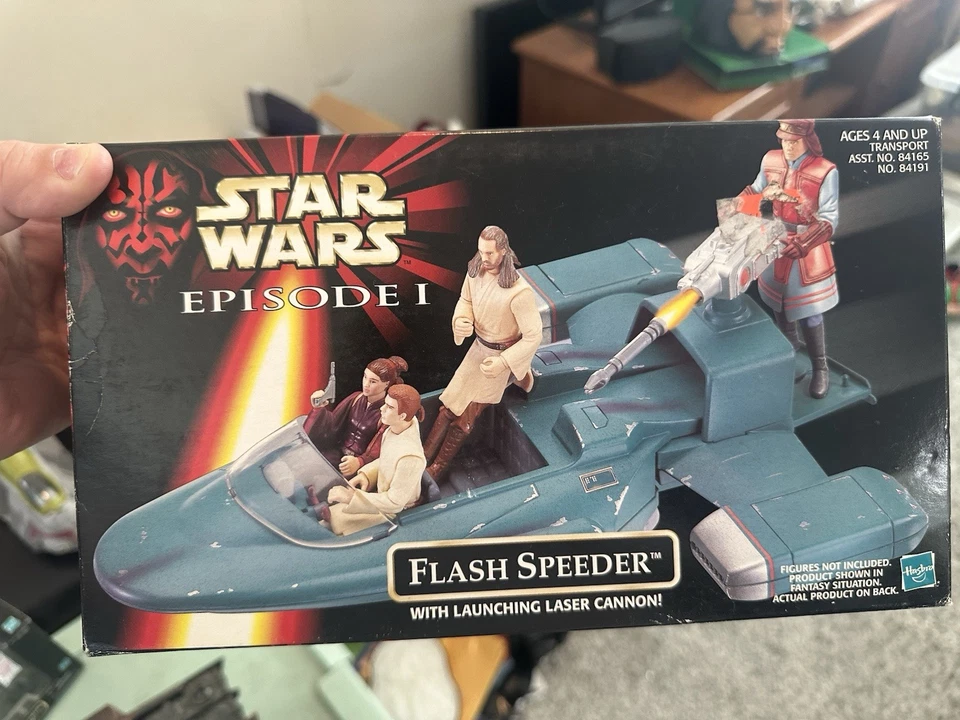 STAR
WARS™
EPISODE I
AGES 4 AND UP
TRANSPORT
ASST. NO. 84165
NO. 84191
FLASH SPEEDER™
WITH LAUNCHING LASER CANNON!
FIGURES NOT INCLUDED.
PRODUCT SHOWN IN
FANTASY SITUATION.
ACTUAL PRODUCT ON BACK.
Hasbro